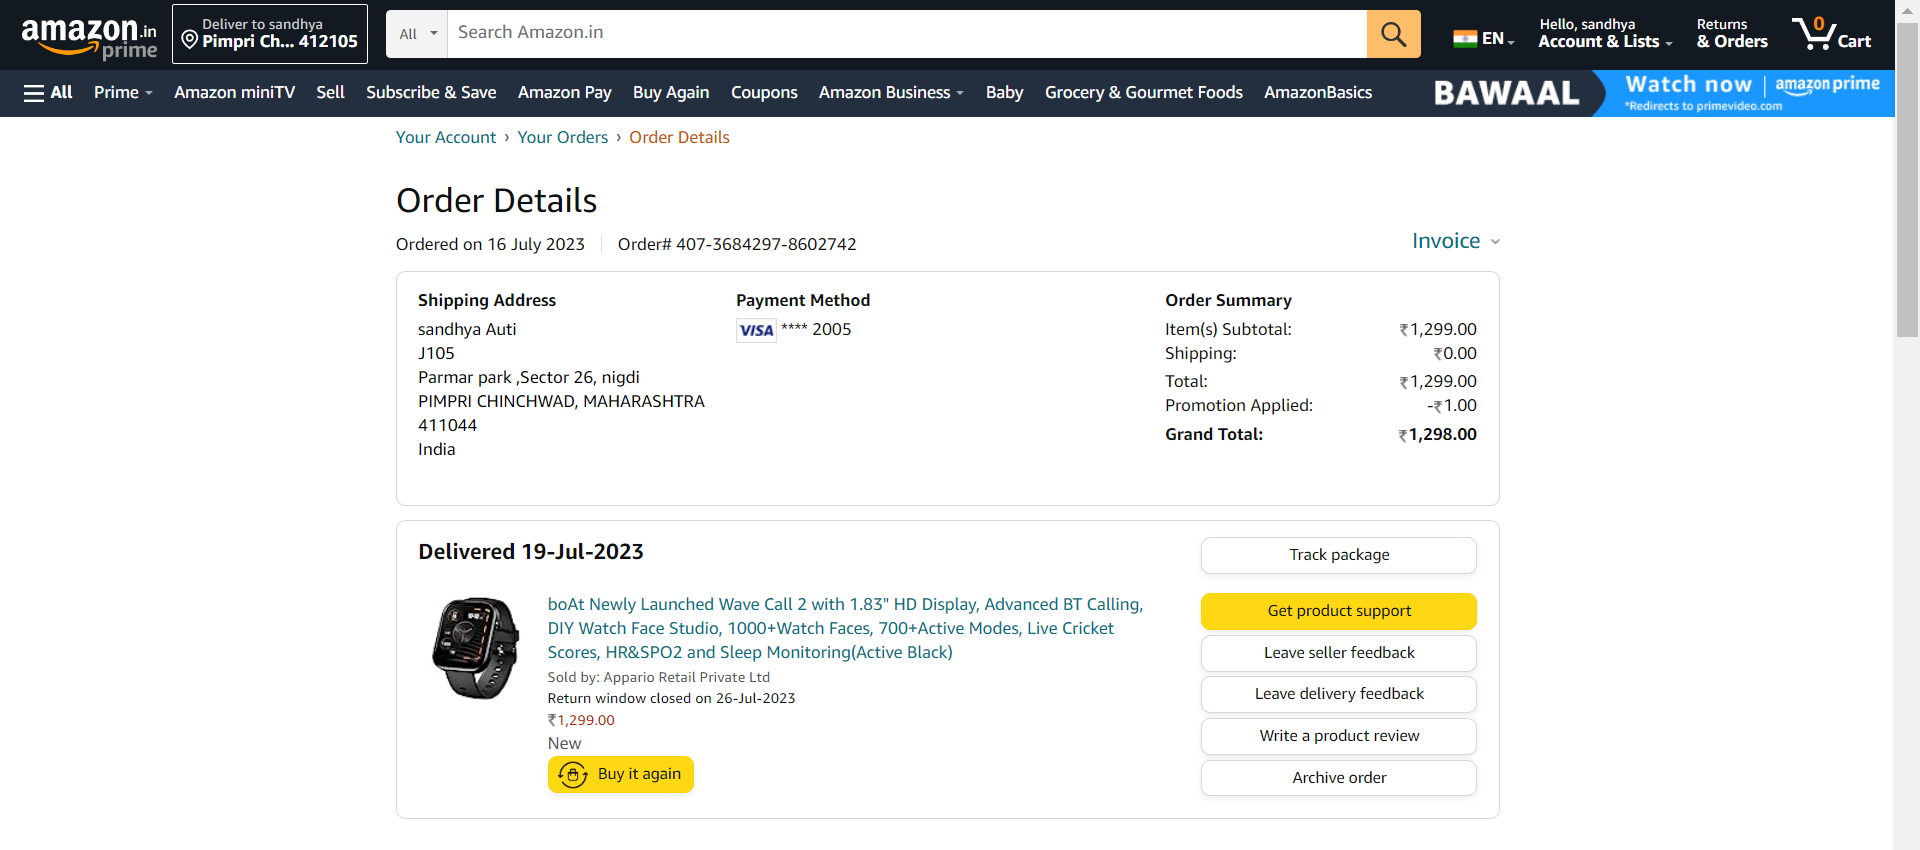 amazon.in
prime
Deliver to sandhya
Pimpri Ch... 412105
All
Search Amazon.in
EN
Hello, sandhya
Account & Lists
Returns
& Orders
0
Cart
All
Prime
Amazon miniTV
Sell
Subscribe & Save
Amazon Pay
Buy Again
Coupons
Amazon Business
Baby
Grocery & Gourmet Foods
AmazonBasics
BAWAAL
Watch now | amazon prime
*Redirects to primevideo.com
Your Account › Your Orders › Order Details
Order Details
Ordered on 16 July 2023
Order# 407-3684297-8602742
Invoice
Shipping Address
sandhya Auti
J105
Parmar park ,Sector 26, nigdi
PIMPRI CHINCHWAD, MAHARASHTRA
411044
India
Payment Method
VISA **** 2005
Order Summary
Item(s) Subtotal: ₹1,299.00
Shipping: ₹0.00
Total: ₹1,299.00
Promotion Applied: -₹1.00
Grand Total: ₹1,298.00
Delivered 19-Jul-2023
boAt Newly Launched Wave Call 2 with 1.83" HD Display, Advanced BT Calling,
DIY Watch Face Studio, 1000+Watch Faces, 700+Active Modes, Live Cricket
Scores, HR&SPO2 and Sleep Monitoring(Active Black)
Sold by: Appario Retail Private Ltd
Return window closed on 26-Jul-2023
₹1,299.00
New
Buy it again
Track package
Get product support
Leave seller feedback
Leave delivery feedback
Write a product review
Archive order